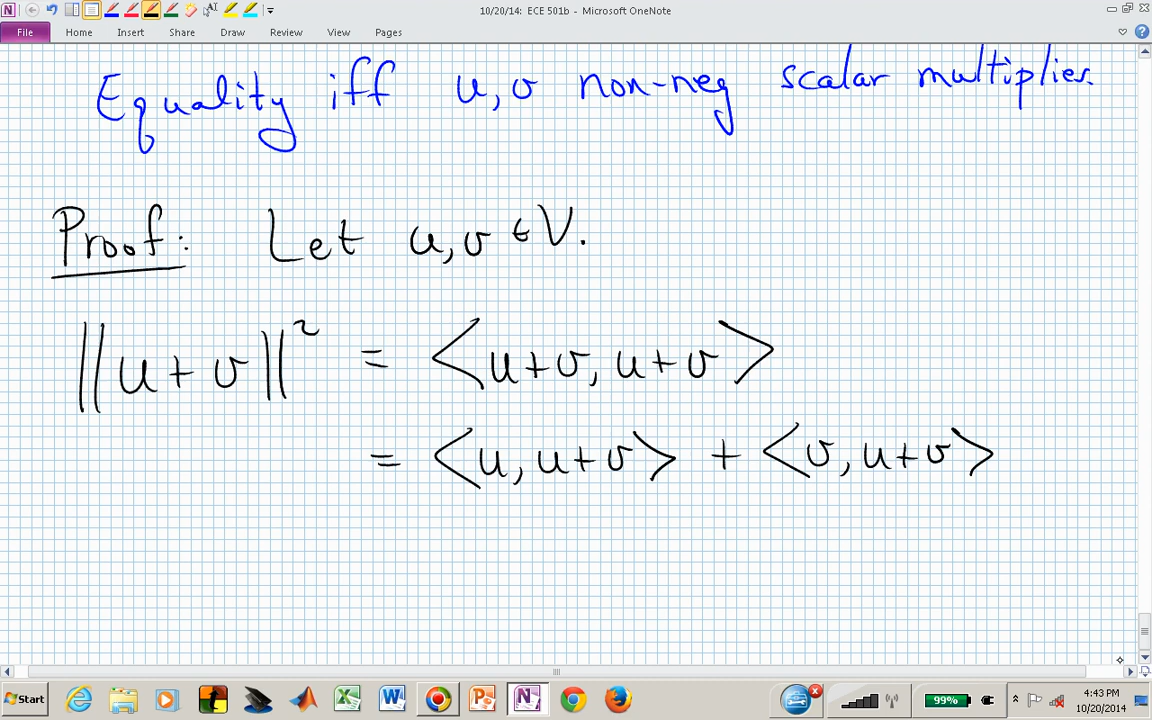 10/20/14: ECE 501b - Microsoft OneNote
File Home Insert Share Draw Review View Pages
Equality iff u, v non-neg scalar multiplies.
Proof: Let u, v ∈ V.
||u+v||² = <u+v, u+v>
= <u, u+v> + <v, u+v>
Start
99%
4:43 PM
10/20/2014